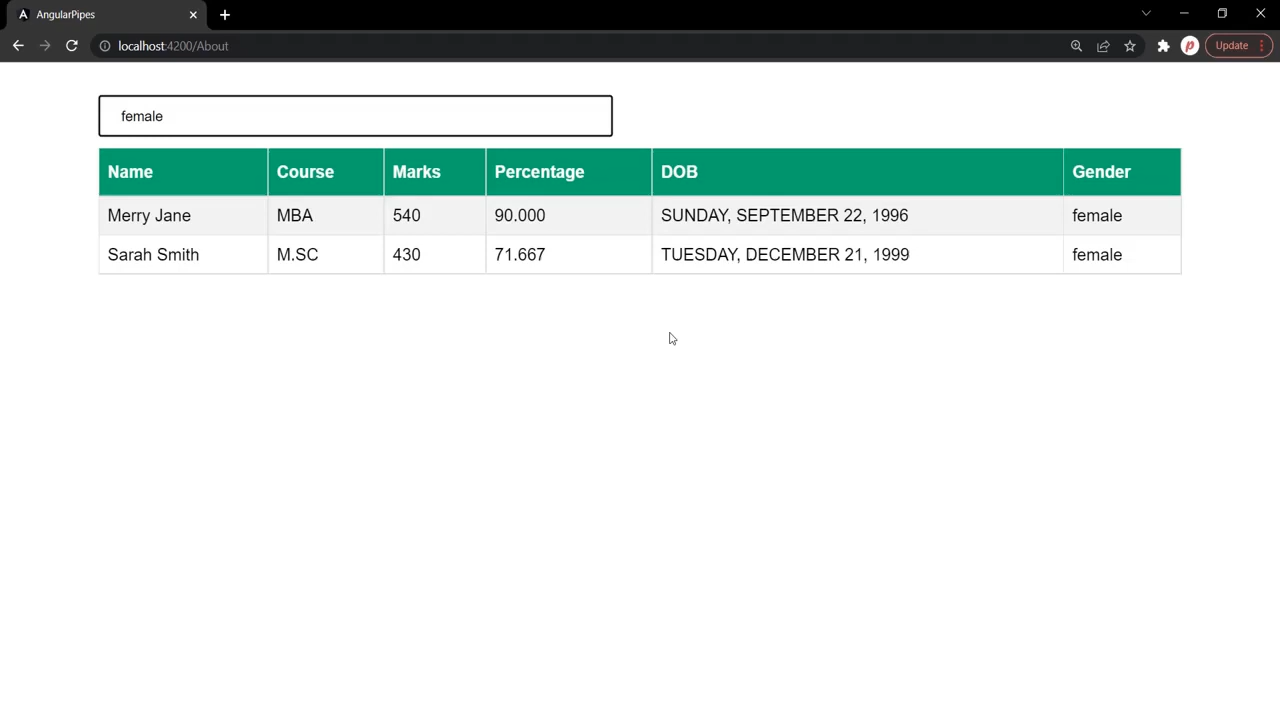 AngularPipes
localhost:4200/About
Update
female
Name Course Marks Percentage DOB Gender
Merry Jane MBA 540 90.000 SUNDAY, SEPTEMBER 22, 1996 female
Sarah Smith M.SC 430 71.667 TUESDAY, DECEMBER 21, 1999 female